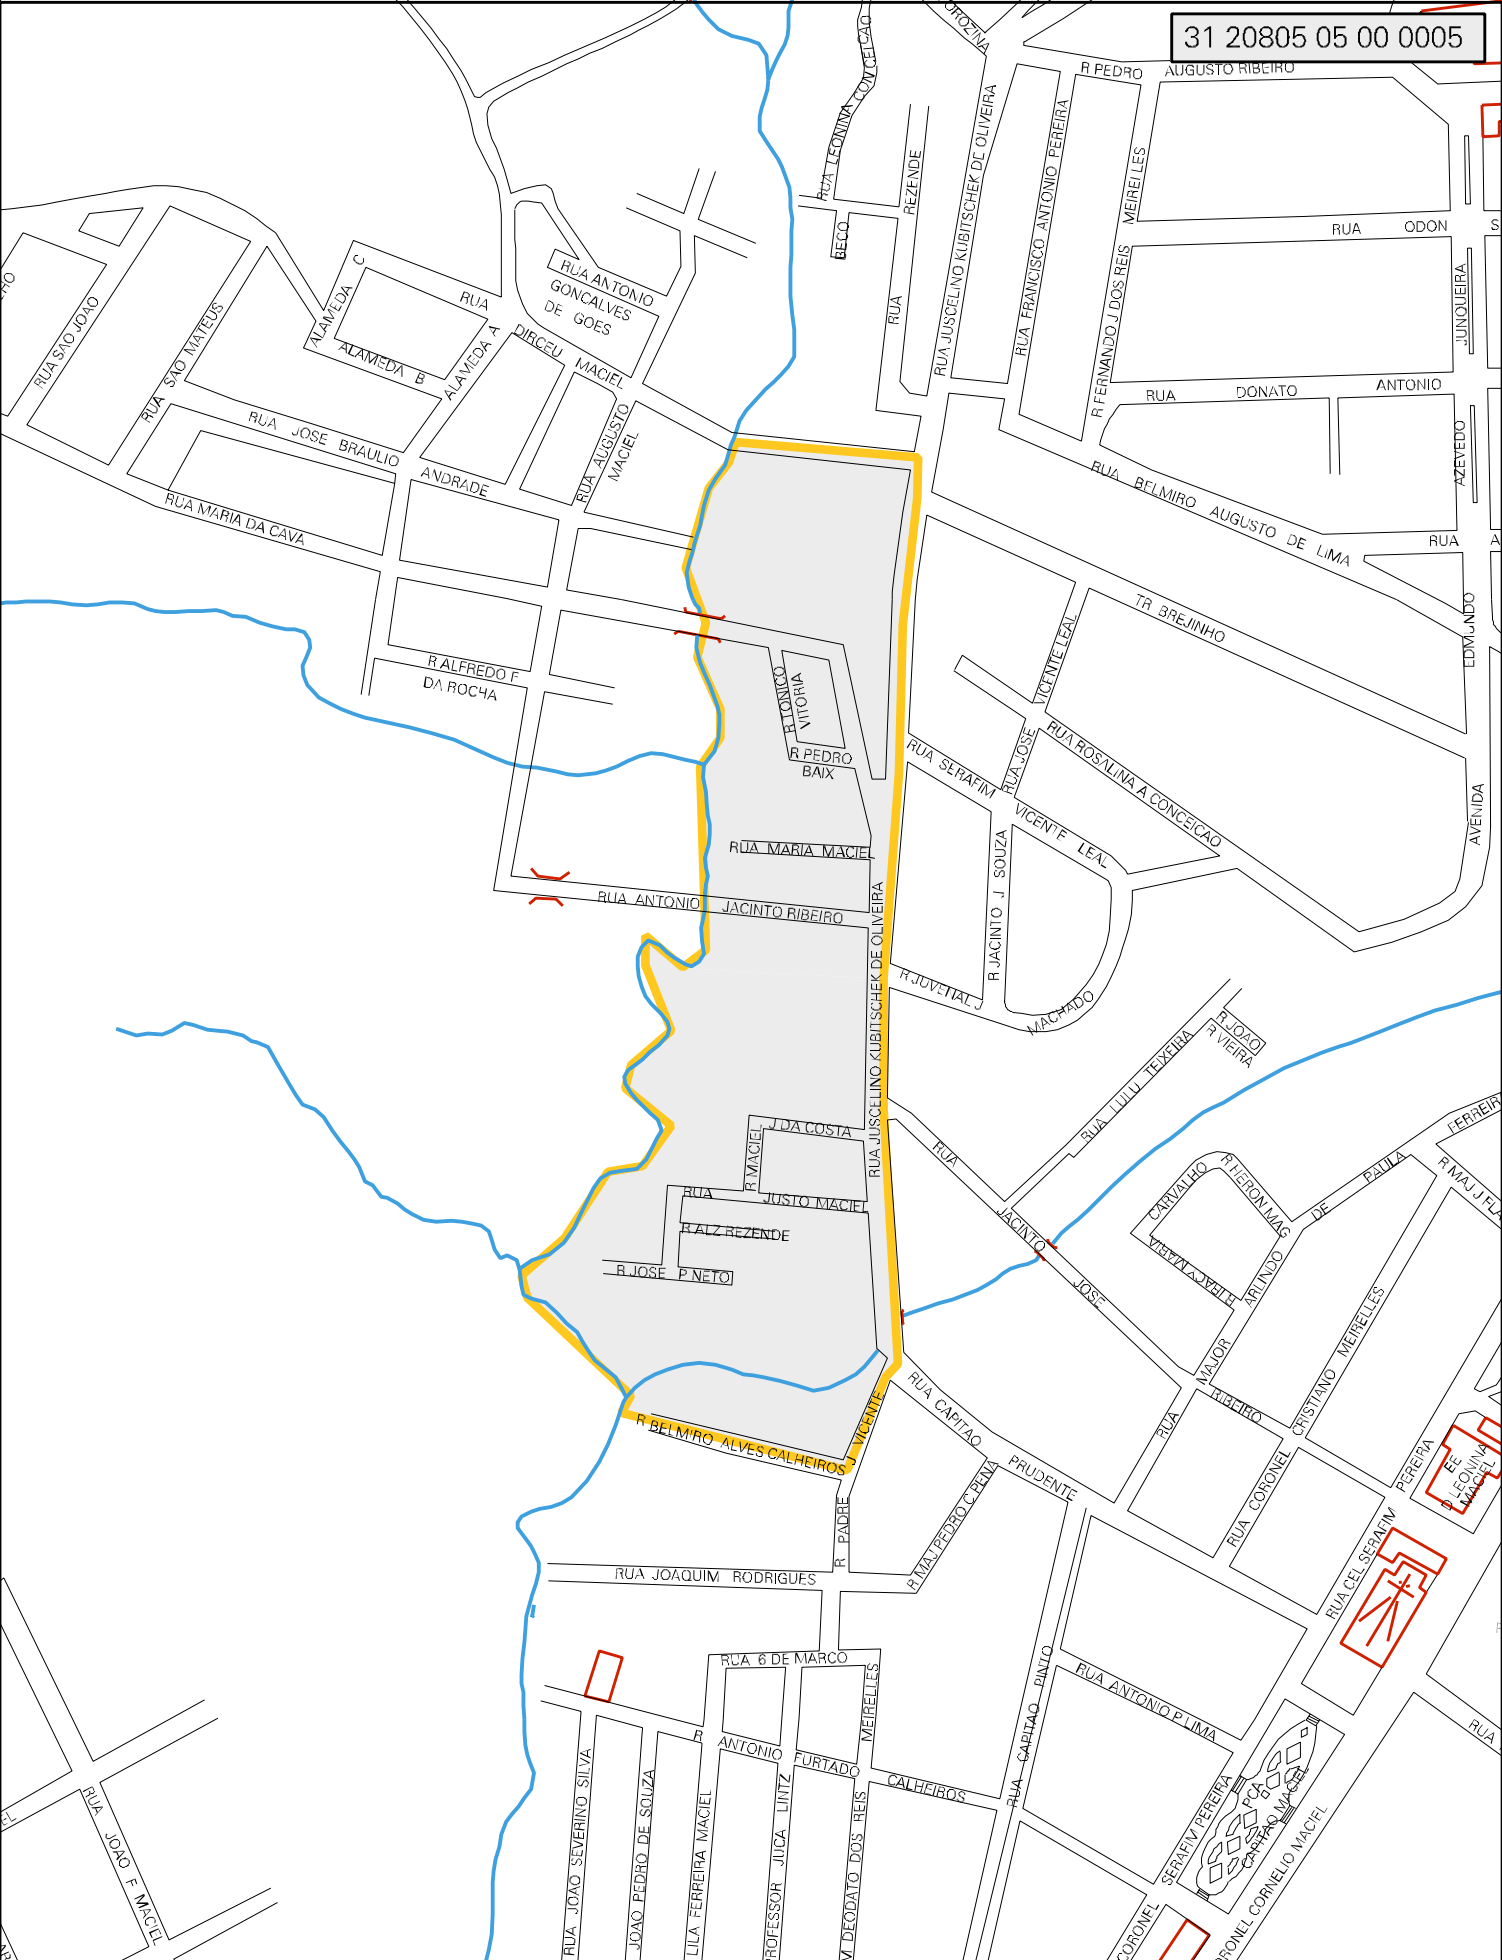 31 20805 05 00 0005
OROZINA
R PEDRO AUGUSTO RIBEIRO
RUA LEONINA CONCEICAO
BECO
RUA REZENDE
RUA JUSCELINO KUBITSCHEK DE OLIVEIRA
RUA FRANCISCO ANTONIO PEREIRA
R FERNANDO J DOS REIS MEIRELLES
RUA ODON
JUNQUEIRA
RUA DONATO ANTONIO
AZEVEDO
RUA BELMIRO AUGUSTO DE LIMA
RUA A
EDMUNDO
AVENIDA
RUA SAO JOAO
RUA SAO MATEUS
ALAMEDA C
ALAMEDA B
ALAMEDA A
RUA DIRCEU MACIEL
RUA ANTONIO
GONCALVES
DE GOES
RUA JOSE BRAULIO ANDRADE
RUA AUGUSTO
MACIEL
RUA MARIA DA CAVA
R ALFREDO F
DA ROCHA
TR BREJINHO
RUA JOSE VICENTE LEAL
R TONICO
VITORIA
R PEDRO
BAIX
RUA SERAFIM VICENTE LEAL
RUA ROSALINA A CONCEICAO
RUA MARIA MACIEL
RUA ANTONIO JACINTO RIBEIRO
RUA JUSCELINO KUBITSCHEK DE OLIVEIRA
R JACINTO J SOUZA
R JUVENAL J MACHADO
R JOAO
R VIEIRA
RUA LULU TEIXEIRA
J DA COSTA
R MACIEL
RUA JUSTO MACIEL
R ALZ REZENDE
R JOSE P NETO
RUA JACINTO JOSE RIBEIRO
CARVALHO
R HERON MAG
R IRACY MARIA
RUA MAJOR ARLINDO DE PAULA FERREIR
R MAJ J FLA
RUA CORONEL CRISTIANO MEIRELLES
RUA CAPITAO PRUDENTE
R BELMIRO ALVES CALHEIROS
R PADRE J VICENTE
R MAJ PEDRO C PENA
RUA CEL SERAFIM PEREIRA
EE
D LEONINA
MACIEL
RUA JOAQUIM RODRIGUES
RUA 6 DE MARCO
MEIRELLES
RUA CAPITAO PINTO
RUA ANTONIO P LIMA
RUA
R ANTONIO FURTADO CALHEIROS
RUA JOAO SEVERINO SILVA
JOAO PEDRO DE SOUZA
LILA FERREIRA MACIEL
ROFESSOR JUCA LINTZ
M DEODATO DOS REIS
CORONEL SERAFIM PEREIRA
PCA
CAPITAO MACIEL
RONEL CORNELIO MACIEL
RUA JOAO F MACIEL